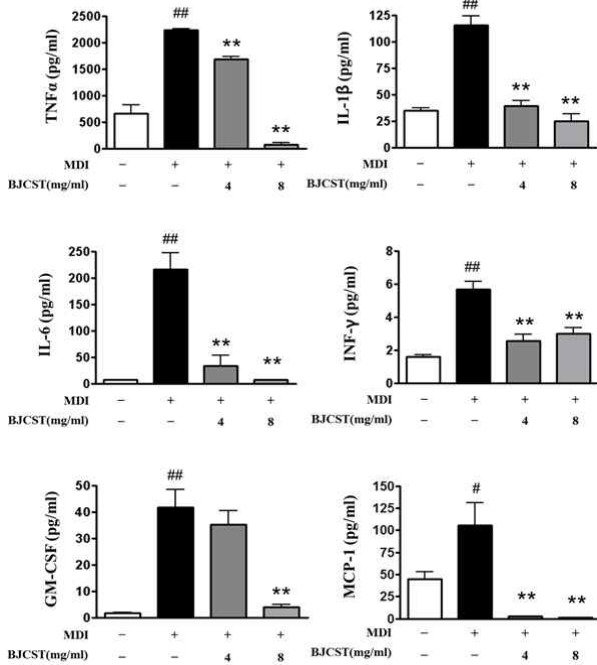 TNFα (pg/ml)
2500
2000
1500
1000
500
0
##
**
**
MDI – + + +
BJCST(mg/ml) – – 4 8
IL-1β (pg/ml)
125
100
75
50
25
0
##
**
**
MDI – + + +
BJCST(mg/ml) – – 4 8
IL-6 (pg/ml)
250
200
150
100
50
0
##
**
**
MDI – + + +
BJCST(mg/ml) – – 4 8
INF-γ (pg/ml)
8
6
4
2
0
##
**
**
MDI – + + +
BJCST(mg/ml) – – 4 8
GM-CSF (pg/ml)
50
40
30
20
10
0
##
**
MDI – + + +
BJCST(mg/ml) – – 4 8
MCP-1 (pg/ml)
150
125
100
75
50
25
0
#
**
**
MDI – + + +
BJCST(mg/ml) – – 4 8